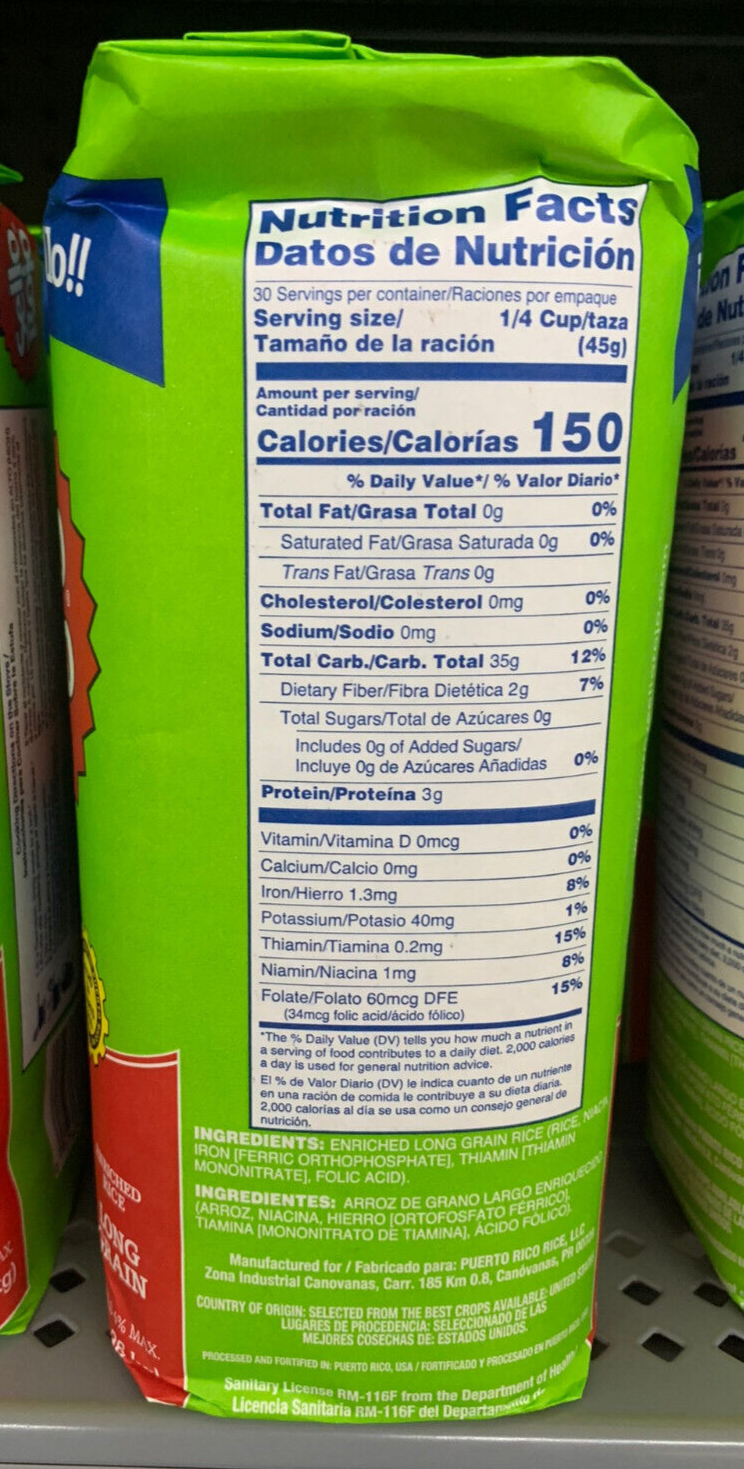 lo!!
Nutrition Facts
Datos de Nutrición
30 Servings per container/Raciones por empaque
Serving size/ 1/4 Cup/taza
Tamaño de la ración (45g)
Amount per serving/
Cantidad por ración
Calories/Calorías 150
% Daily Value*/ % Valor Diario*
Total Fat/Grasa Total 0g 0%
Saturated Fat/Grasa Saturada 0g 0%
Trans Fat/Grasa Trans 0g
Cholesterol/Colesterol 0mg 0%
Sodium/Sodio 0mg 0%
Total Carb./Carb. Total 35g 12%
Dietary Fiber/Fibra Dietética 2g 7%
Total Sugars/Total de Azúcares 0g
Includes 0g of Added Sugars/
Incluye 0g de Azúcares Añadidas 0%
Protein/Proteína 3g
Vitamin/Vitamina D 0mcg 0%
Calcium/Calcio 0mg 0%
Iron/Hierro 1.3mg 8%
Potassium/Potasio 40mg 1%
Thiamin/Tiamina 0.2mg 15%
Niamin/Niacina 1mg 8%
Folate/Folato 60mcg DFE 15%
(34mcg folic acid/ácido fólico)
*The % Daily Value (DV) tells you how much a nutrient in
a serving of food contributes to a daily diet. 2,000 calories
a day is used for general nutrition advice.
El % de Valor Diario (DV) le indica cuanto de un nutriente
en una ración de comida le contribuye a su dieta diaria.
2,000 calorías al día se usa como un consejo general de
nutrición.
INGREDIENTS: ENRICHED LONG GRAIN RICE (RICE, NIACIN
IRON [FERRIC ORTHOPHOSPHATE], THIAMIN [THIAMIN
MONONITRATE], FOLIC ACID).
INGREDIENTES: ARROZ DE GRANO LARGO ENRIQUECIDO
(ARROZ, NIACINA, HIERRO [ORTOFOSFATO FÉRRICO],
TIAMINA [MONONITRATO DE TIAMINA], ÁCIDO FÓLICO).
Manufactured for / Fabricado para: PUERTO RICO RICE, LLC
Zona Industrial Canovanas, Carr. 185 Km 0.8, Canóvanas, PR
COUNTRY OF ORIGIN: SELECTED FROM THE BEST CROPS AVAILABLE: UNITED
LUGARES DE PROCEDENCIA: SELECCIONADO DE LAS
MEJORES COSECHAS DE: ESTADOS UNIDOS.
PROCESSED AND FORTIFIED IN: PUERTO RICO, USA / FORTIFICADO Y PROCESADO EN
Sanitary License RM-116F from the Department of Health
Licencia Sanitaria RM-116F del
RICE
% MAX.